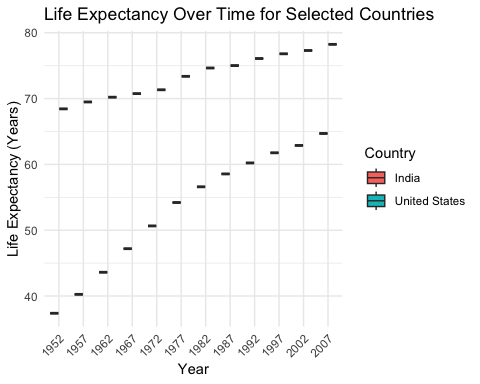 Life Expectancy Over Time for Selected Countries
Life Expectancy (Years)
80
70
60
50
40
1952
1957
1962
1967
1972
1977
1982
1987
1992
1997
2002
2007
Year
Country
India
United States